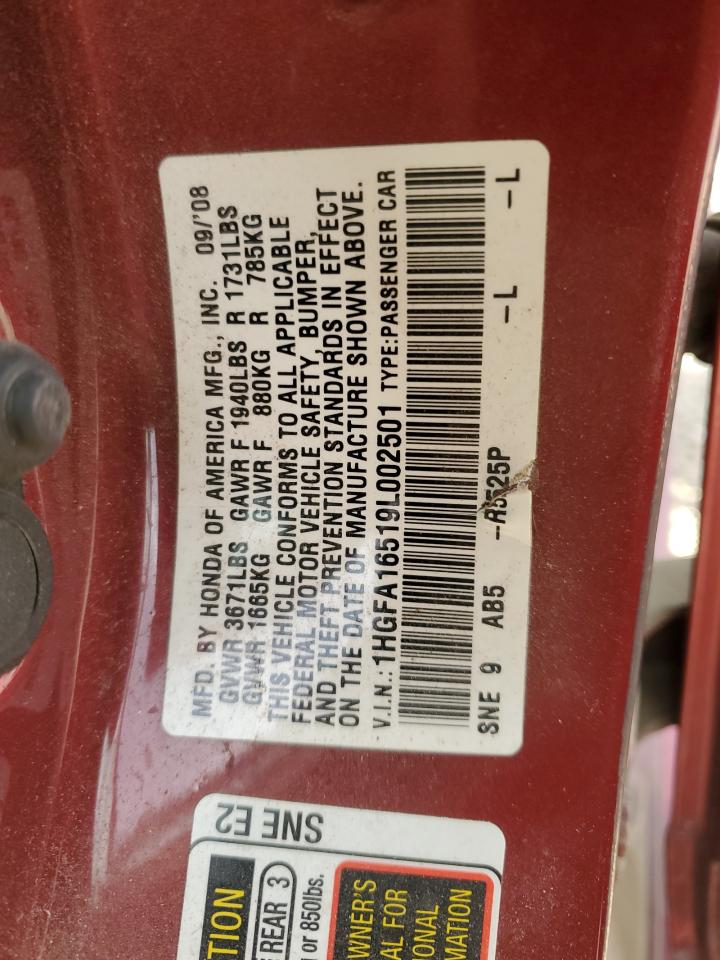 MFD. BY HONDA OF AMERICA MFG., INC. 09/'08
GVWR 3671LBS GAWR F 1940LBS R 1731LBS
GVWR 1665KG GAWR F 880KG R 785KG
THIS VEHICLE CONFORMS TO ALL APPLICABLE
FEDERAL MOTOR VEHICLE SAFETY, BUMPER,
AND THEFT PREVENTION STANDARDS IN EFFECT
ON THE DATE OF MANUFACTURE SHOWN ABOVE.
V.I.N.: 1HGFA16519L002501 TYPE:PASSENGER CAR
SNE 9 AB5 –R525P –L –L
SNE E2
TION
REAR 3
or 850lbs.
WNER'S
AL FOR
ONAL
MATION